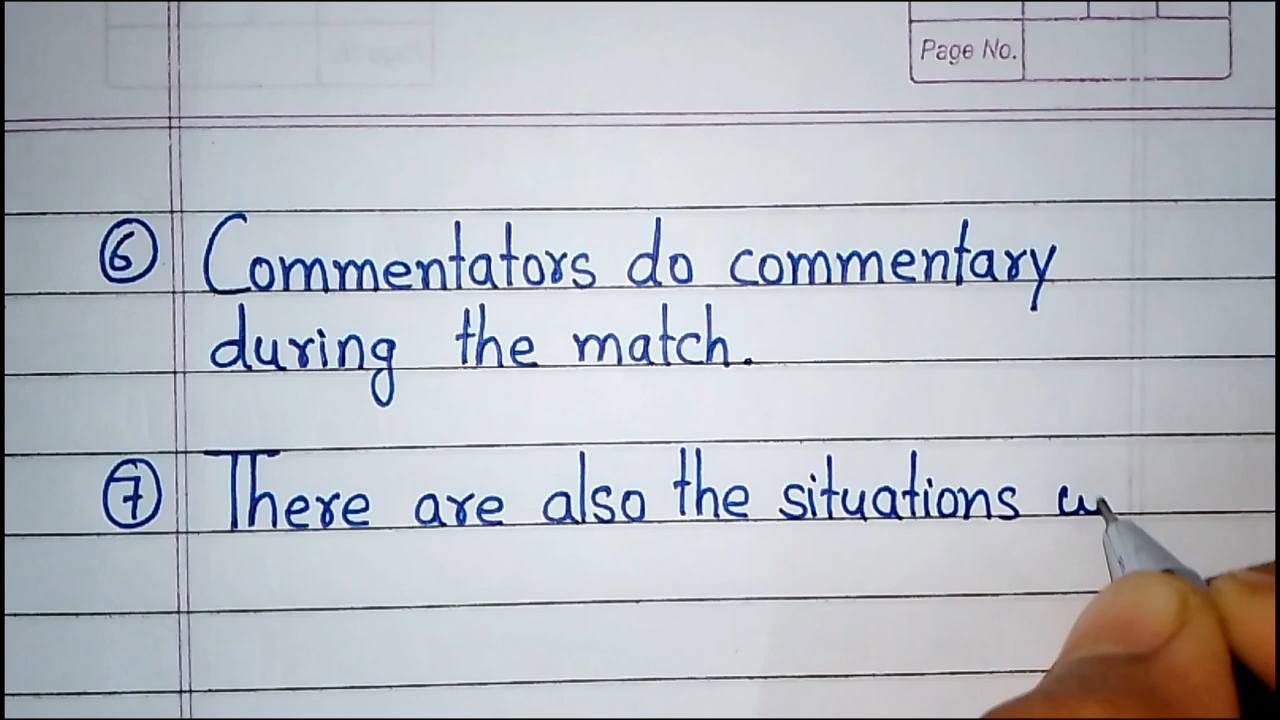 Page No.
6 Commentators do commentary
during the match.
7 There are also the situations